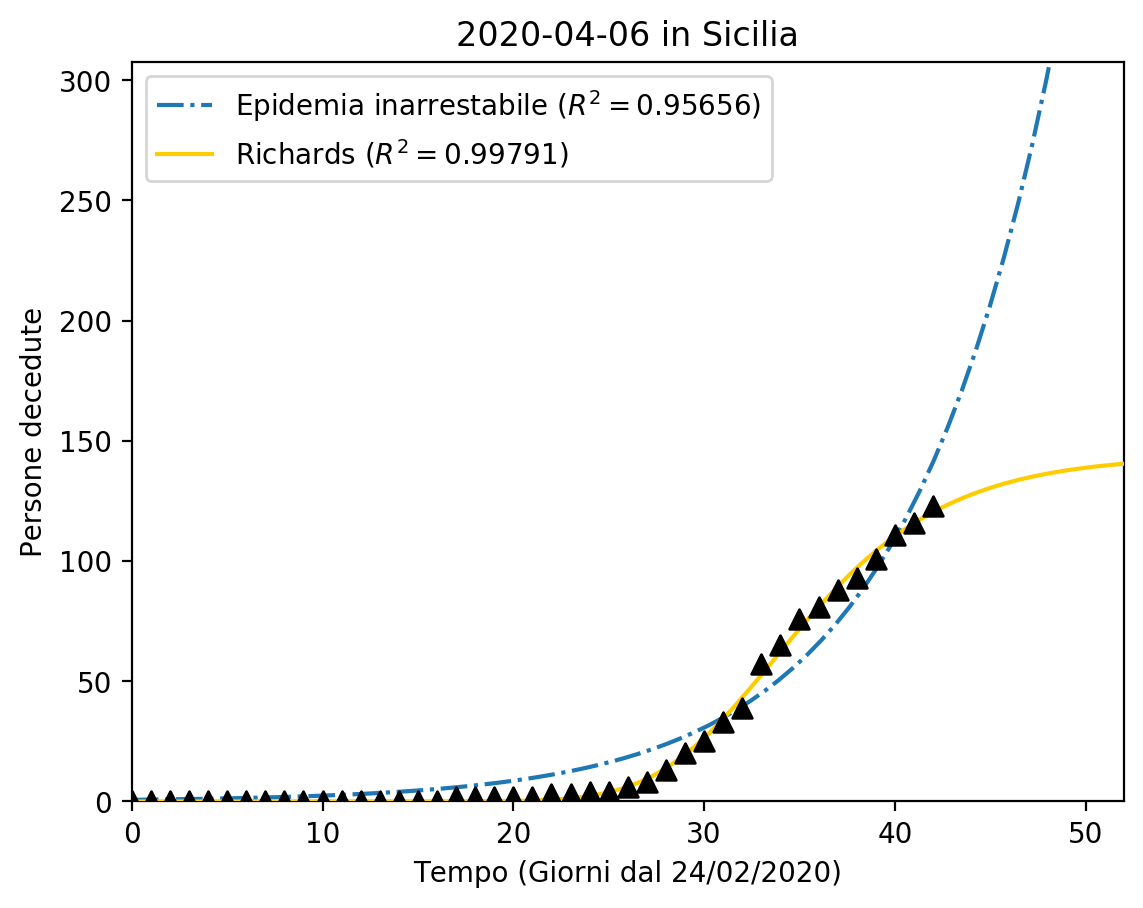 2020-04-06 in Sicilia
Epidemia inarrestabile (R² = 0.95656)
Richards (R² = 0.99791)
300
250
200
150
100
50
0
0 10 20 30 40 50
Persone decedute
Tempo (Giorni dal 24/02/2020)